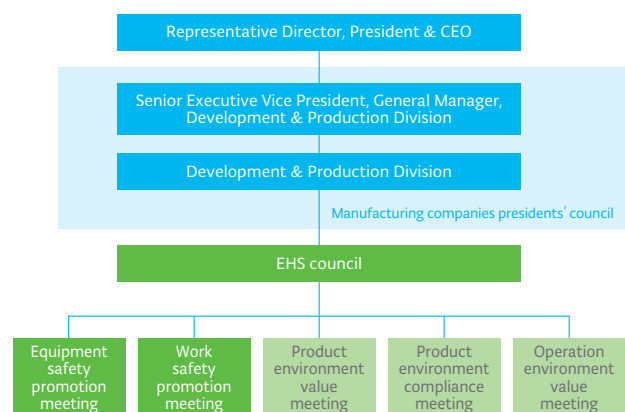 Representative Director, President & CEO
Senior Executive Vice President, General Manager,
Development & Production Division
Development & Production Division
Manufacturing companies presidents' council
EHS council
Equipment
safety
promotion
meeting
Work
safety
promotion
meeting
Product
environment
value
meeting
Product
environment
compliance
meeting
Operation
environment
value
meeting